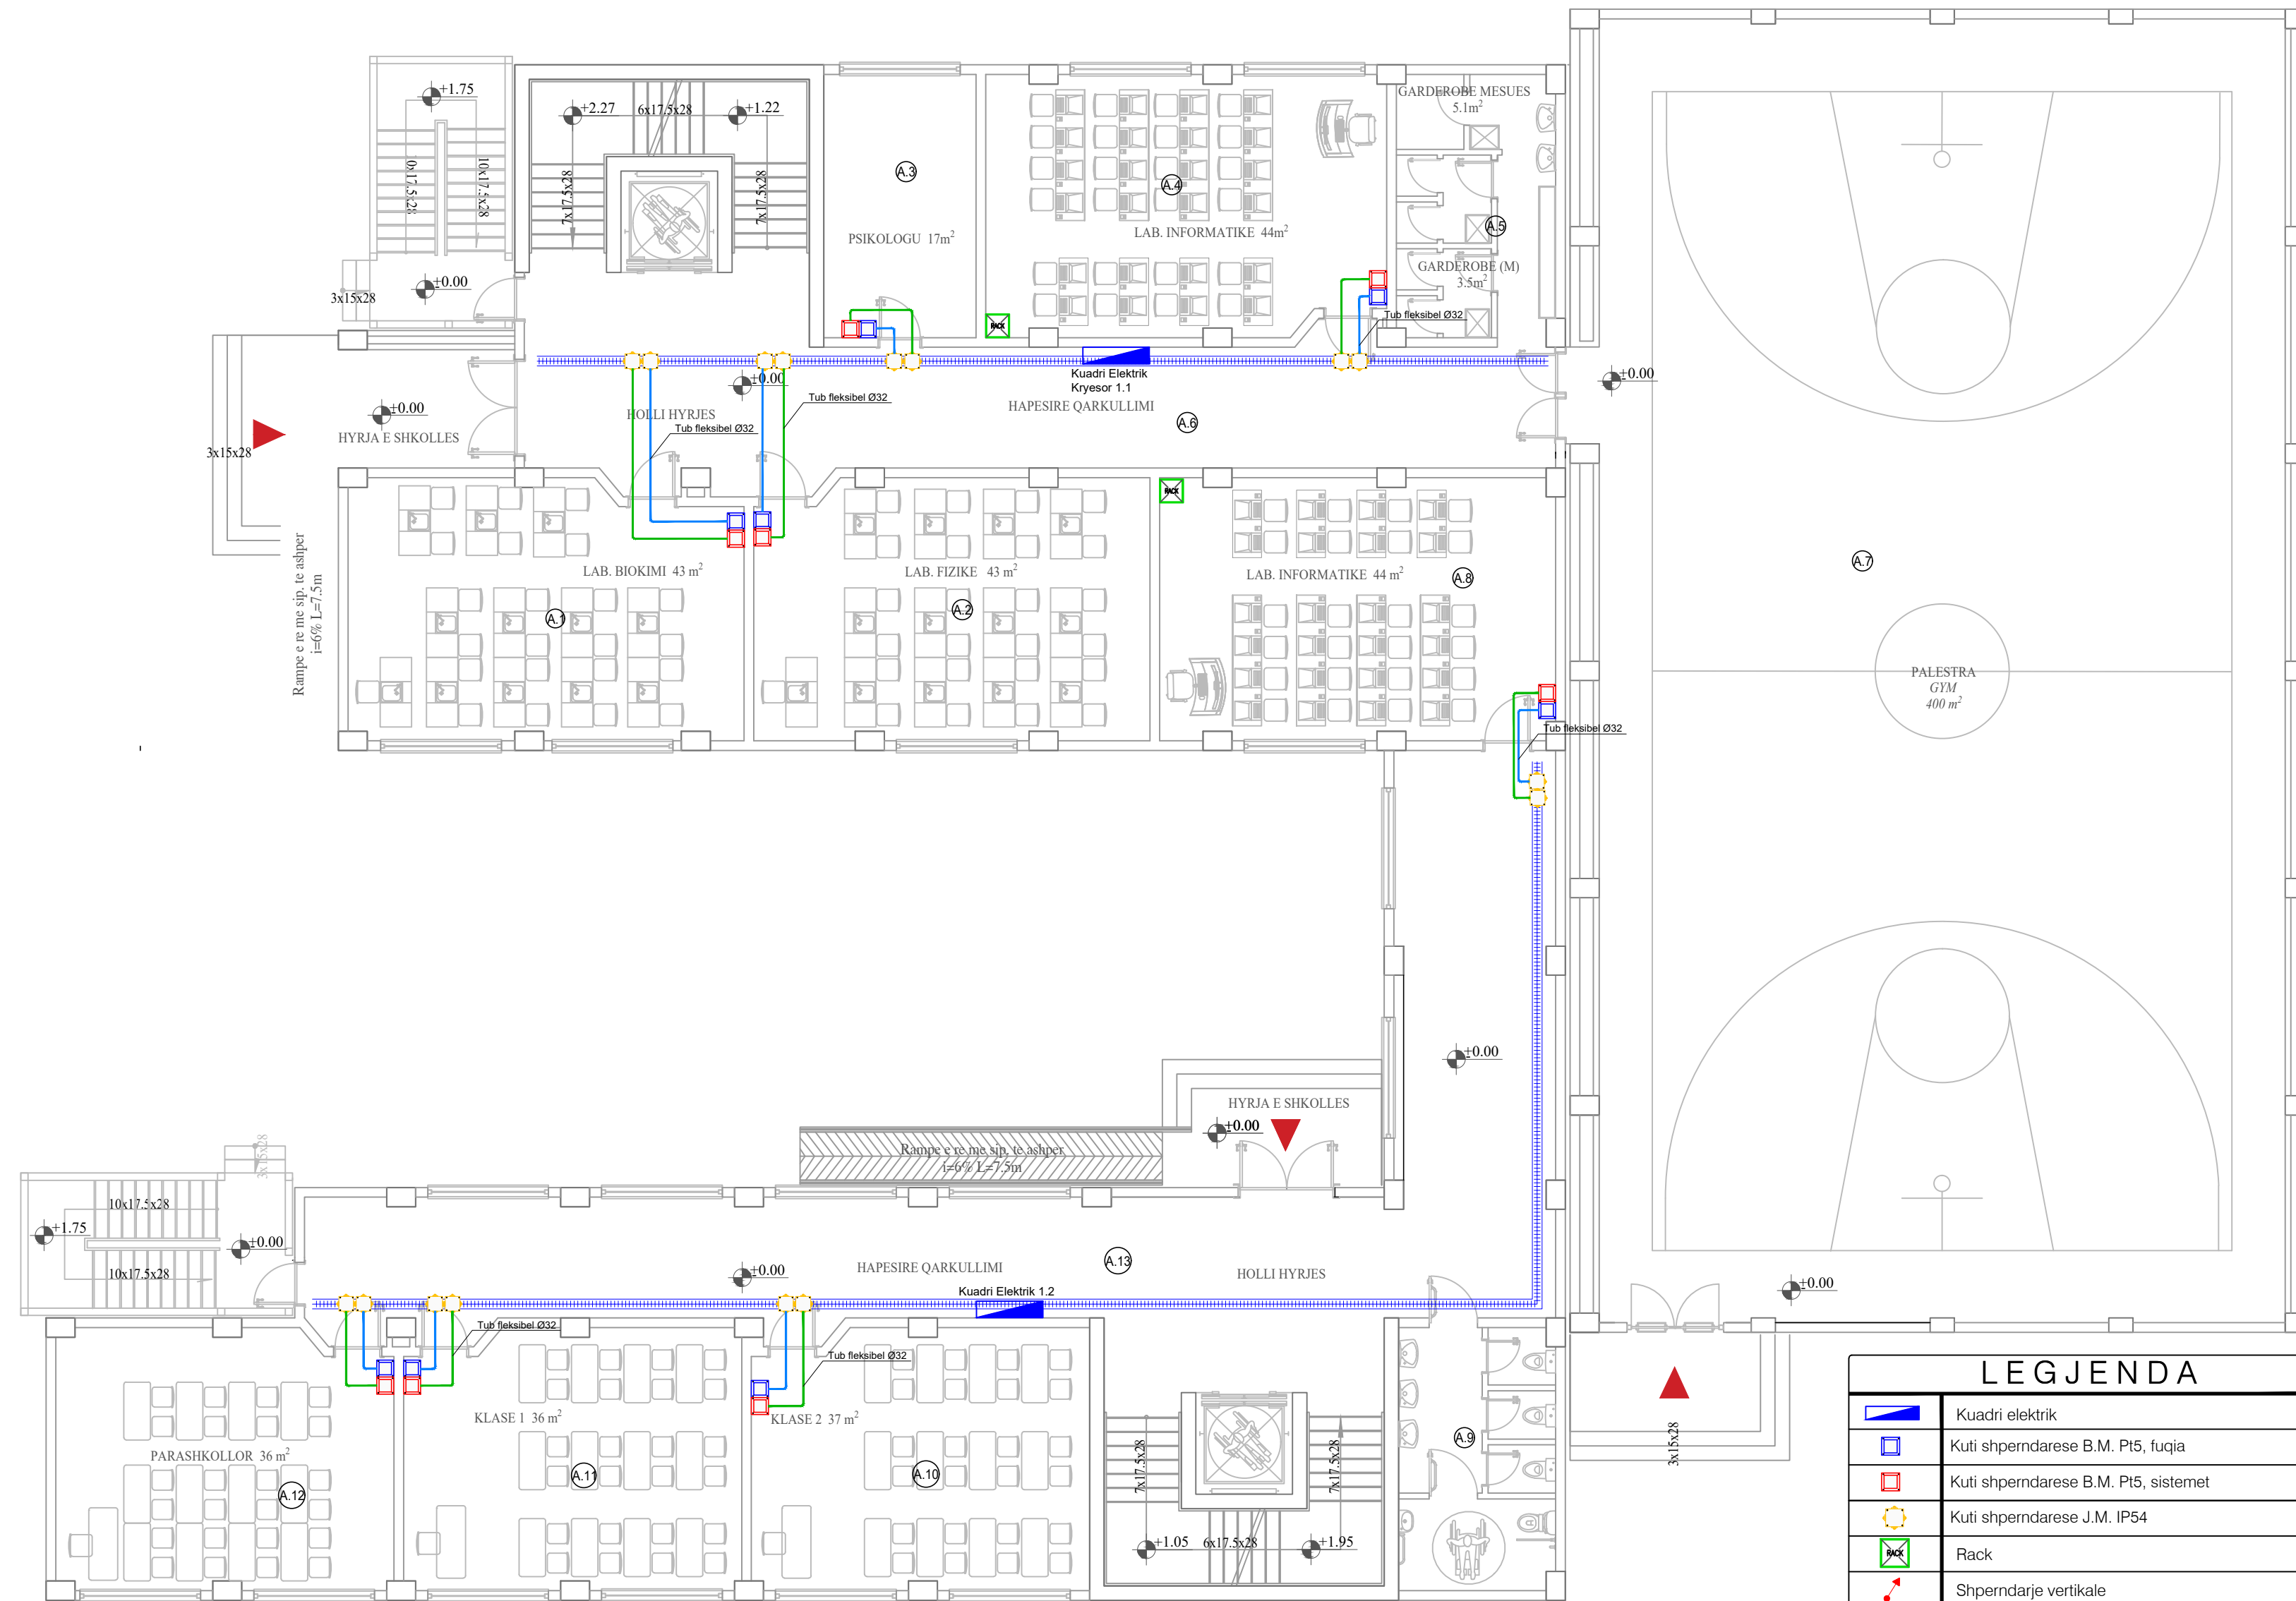 +1.75
+2.27
6x17.5x28
+1.22
GARDEROBE MESUES
5.1m²
10x17.5x28
10x17.5x28
7x17.5x28
7x17.5x28
A.3
A.4
A.5
PSIKOLOGU 17m²
LAB. INFORMATIKE 44m²
GARDEROBE (M)
3.5m²
±0.00
3x15x28
Tub fleksibel Ø32
RACK
±0.00
Kuadri Elektrik
Kryesor 1.1
±0.00
±0.00
HOLLI HYRJES
Tub fleksibel Ø32
HAPESIRE QARKULLIMI
A.6
HYRJA E SHKOLLES
Tub fleksibel Ø32
3x15x28
RACK
Rampe e re me sip. te ashper
i=6% L=7.5m
LAB. BIOKIMI 43 m²
LAB. FIZIKE 43 m²
LAB. INFORMATIKE 44 m²
A.8
A.7
A.1
A.2
PALESTRA
GYM
400 m²
Tub fleksibel Ø32
±0.00
HYRJA E SHKOLLES
±0.00
Rampe e re me sip. te ashper
i=6% L=7.5m
3x15x28
10x17.5x28
+1.75
±0.00
10x17.5x28
±0.00
HAPESIRE QARKULLIMI
A.13
HOLLI HYRJES
±0.00
Kuadri Elektrik 1.2
Tub fleksibel Ø32
Tub fleksibel Ø32
KLASE 1 36 m²
KLASE 2 37 m²
PARASHKOLLOR 36 m²
A.12
A.11
A.10
A.9
7x17.5x28
7x17.5x28
3x15x28
+1.05
6x17.5x28
+1.95
LEGJENDA
Kuadri elektrik
Kuti shperndarese B.M. Pt5, fuqia
Kuti shperndarese B.M. Pt5, sistemet
Kuti shperndarese J.M. IP54
RACK
Rack
Shperndarje vertikale